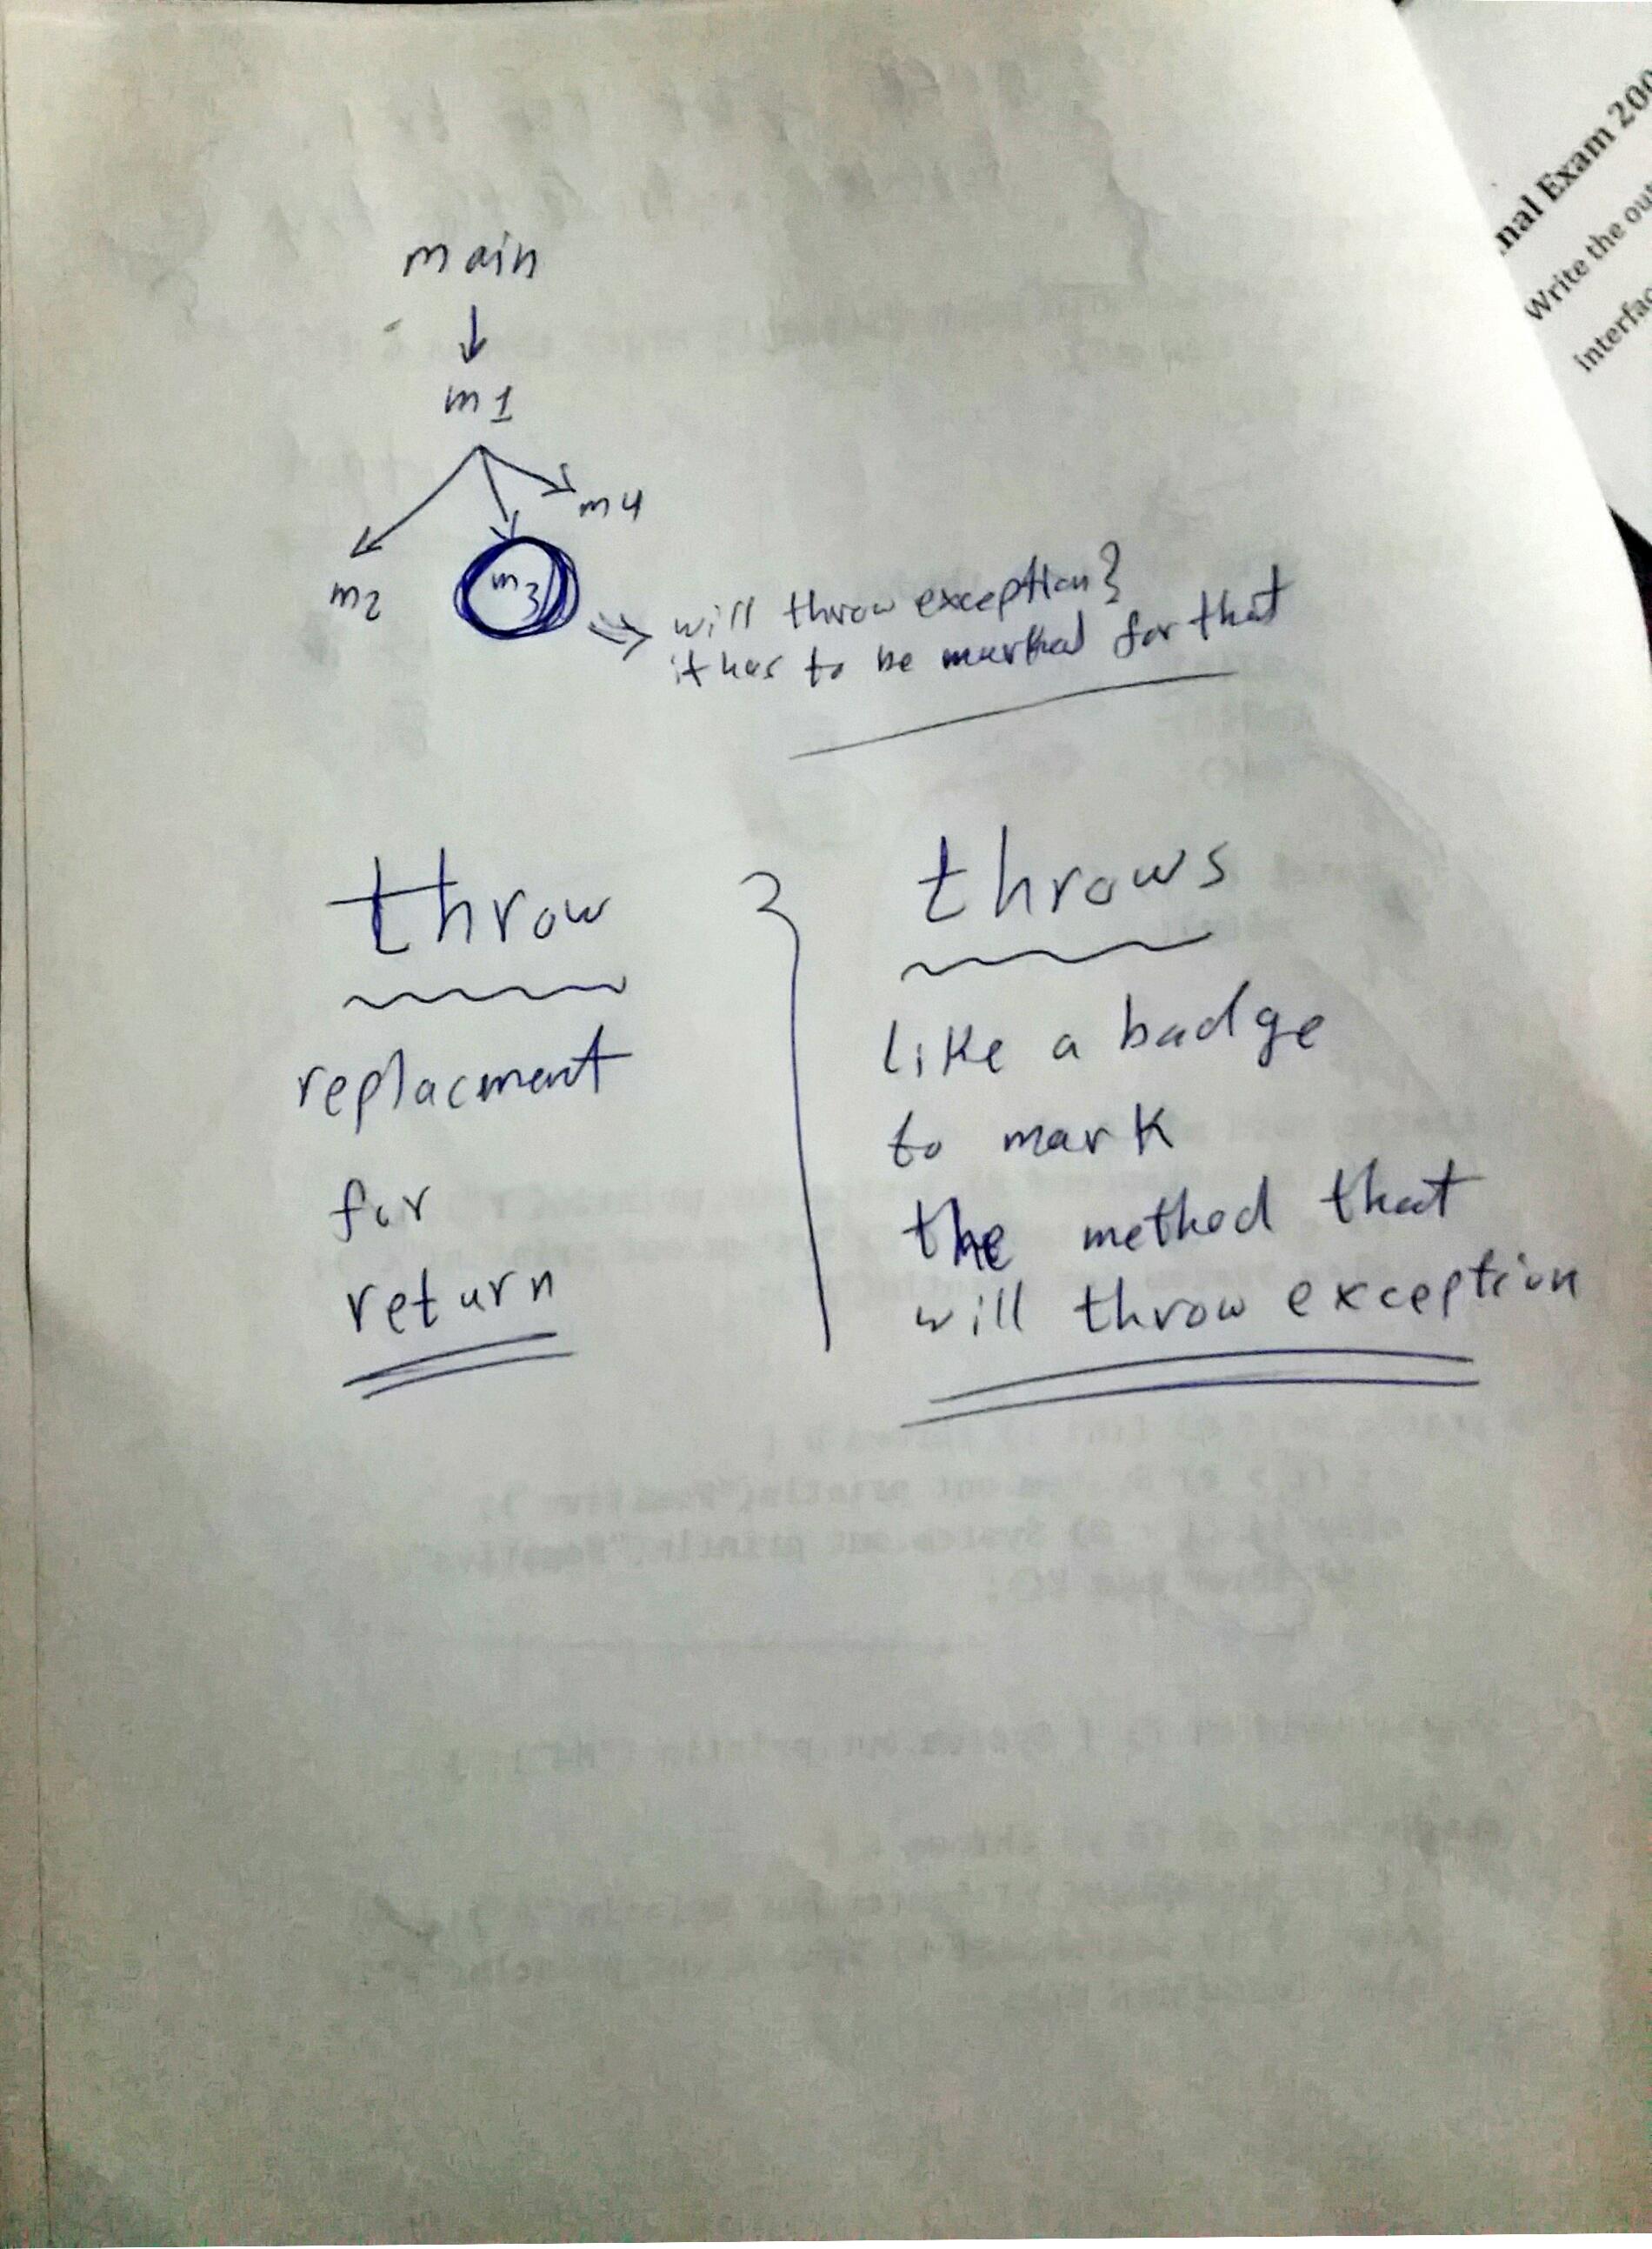 main
m1
m4
m2
m3
will throw exception?
it has to be marked for that
throw
replacment
for
return
throws
like a badge
to mark
the method that
will throw exception
nal Exam 200
Write the out
interfac